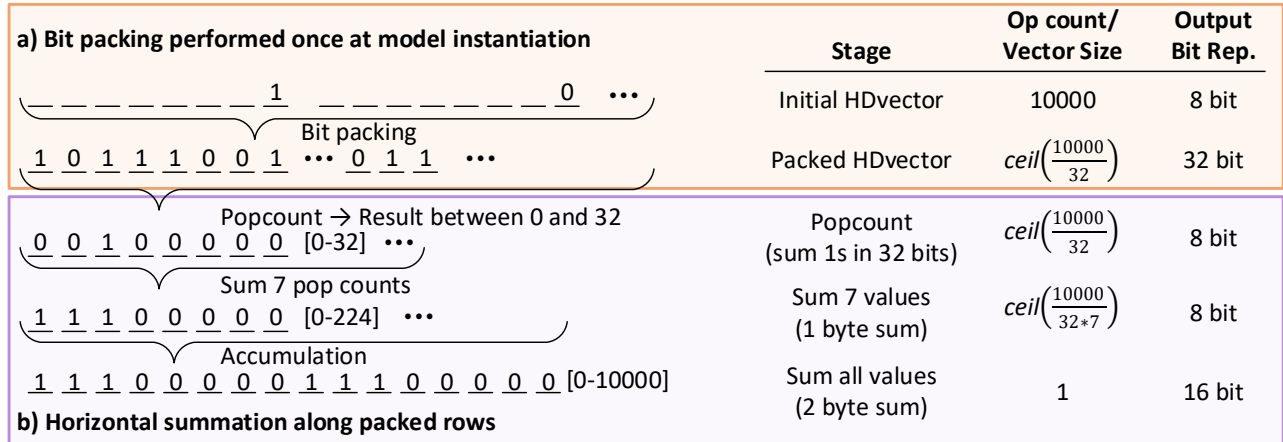 a) Bit packing performed once at model instantiation
Stage
Op count/
Vector Size
Output
Bit Rep.
_ _ _ _ _ _ _ 1 _ _ _ _ _ _ _ 0 •••
Initial HDvector
10000
8 bit
Bit packing
1 0 1 1 1 0 0 1 ••• 0 1 1 •••
Packed HDvector
ceil(10000/32)
32 bit
Popcount → Result between 0 and 32
0 0 1 0 0 0 0 0 [0-32] •••
Popcount
(sum 1s in 32 bits)
ceil(10000/32)
8 bit
Sum 7 pop counts
1 1 1 0 0 0 0 0 [0-224] •••
Sum 7 values
(1 byte sum)
ceil(10000/32*7)
8 bit
Accumulation
1 1 1 0 0 0 0 0 1 1 1 0 0 0 0 0 [0-10000]
Sum all values
(2 byte sum)
1
16 bit
b) Horizontal summation along packed rows